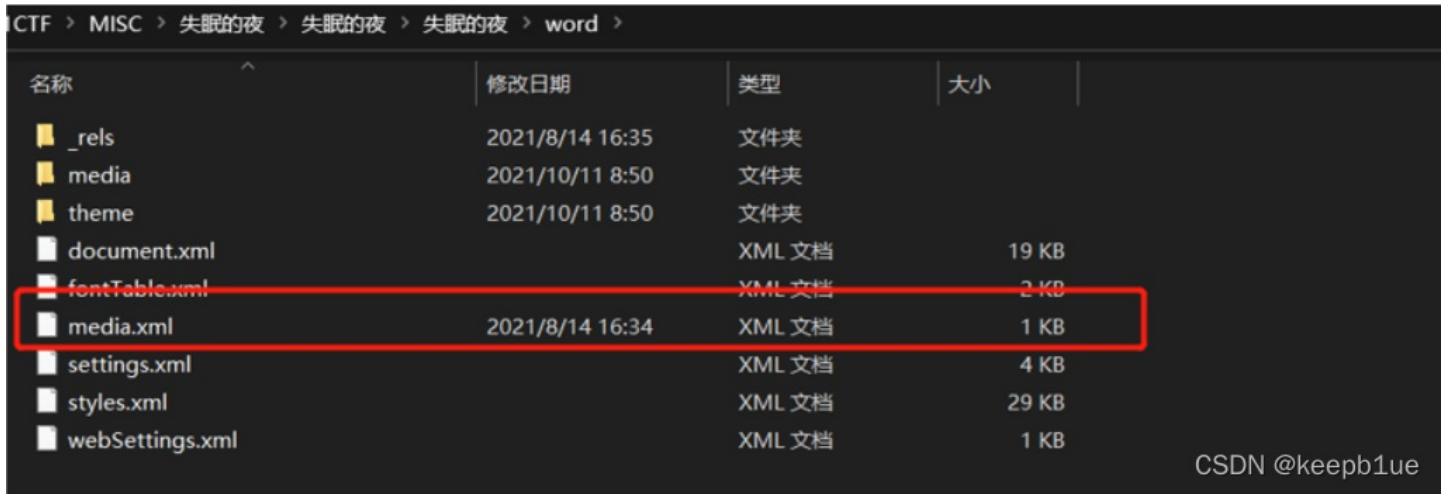 ICTF > MISC > 失眠的夜 > 失眠的夜 > 失眠的夜 > word >
名称 修改日期 类型 大小
_rels 2021/8/14 16:35 文件夹
media 2021/10/11 8:50 文件夹
theme 2021/10/11 8:50 文件夹
document.xml XML 文档 19 KB
fontTable.xml XML 文档 2 KB
media.xml 2021/8/14 16:34 XML 文档 1 KB
settings.xml XML 文档 4 KB
styles.xml XML 文档 29 KB
webSettings.xml XML 文档 1 KB
CSDN @keepb1ue